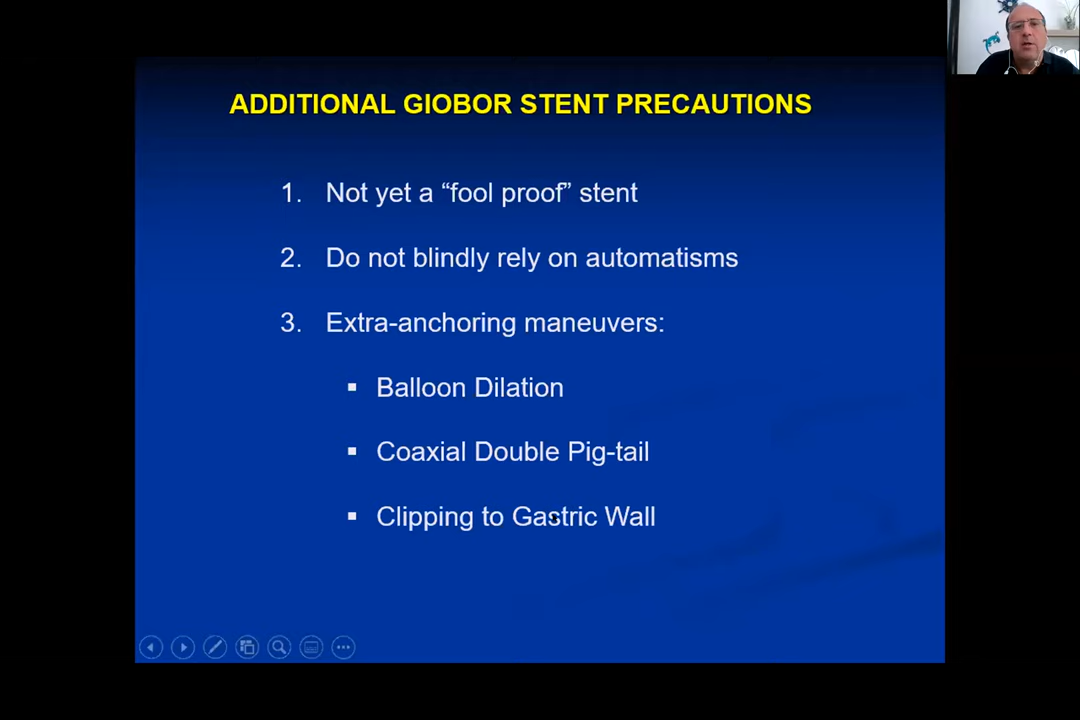 ADDITIONAL GIOBOR STENT PRECAUTIONS
1. Not yet a “fool proof” stent
2. Do not blindly rely on automatisms
3. Extra-anchoring maneuvers:
▪ Balloon Dilation
▪ Coaxial Double Pig-tail
▪ Clipping to Gastric Wall